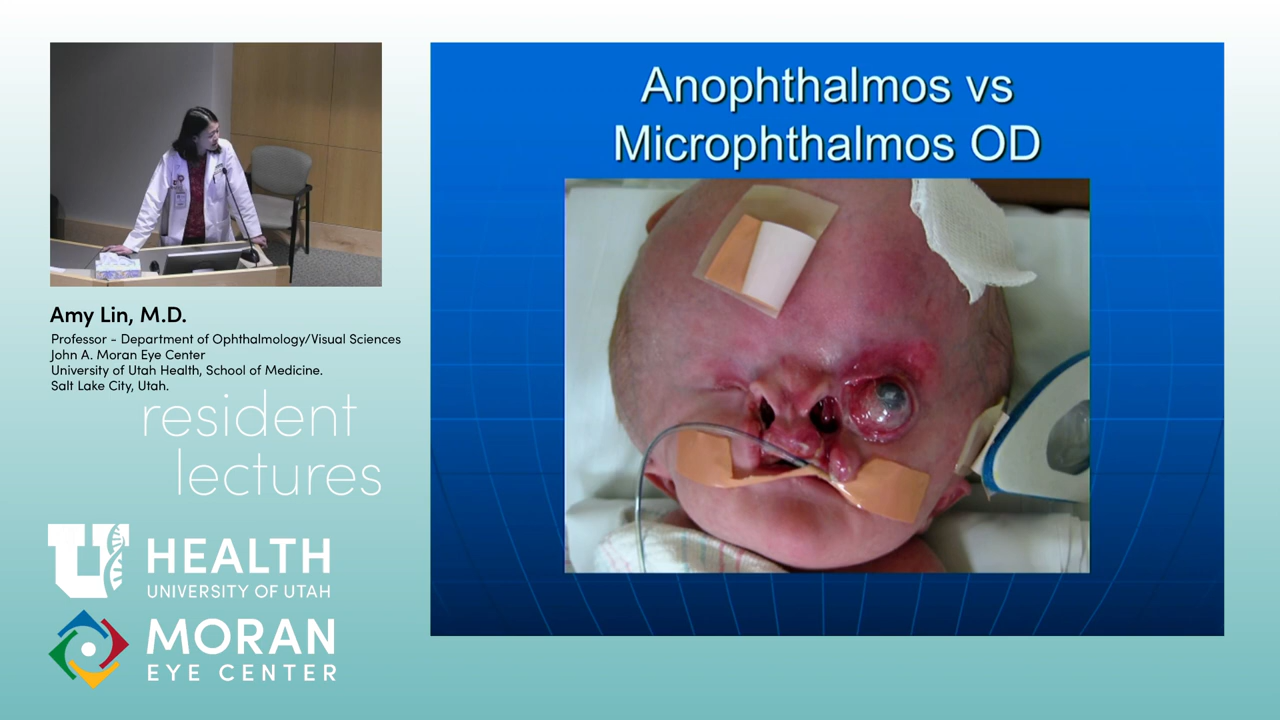 Anophthalmos vs
Microphthalmos OD
Amy Lin, M.D.
Professor - Department of Ophthalmology/Visual Sciences
John A. Moran Eye Center
University of Utah Health, School of Medicine.
Salt Lake City, Utah.
resident
lectures
U HEALTH
UNIVERSITY OF UTAH
MORAN
EYE CENTER